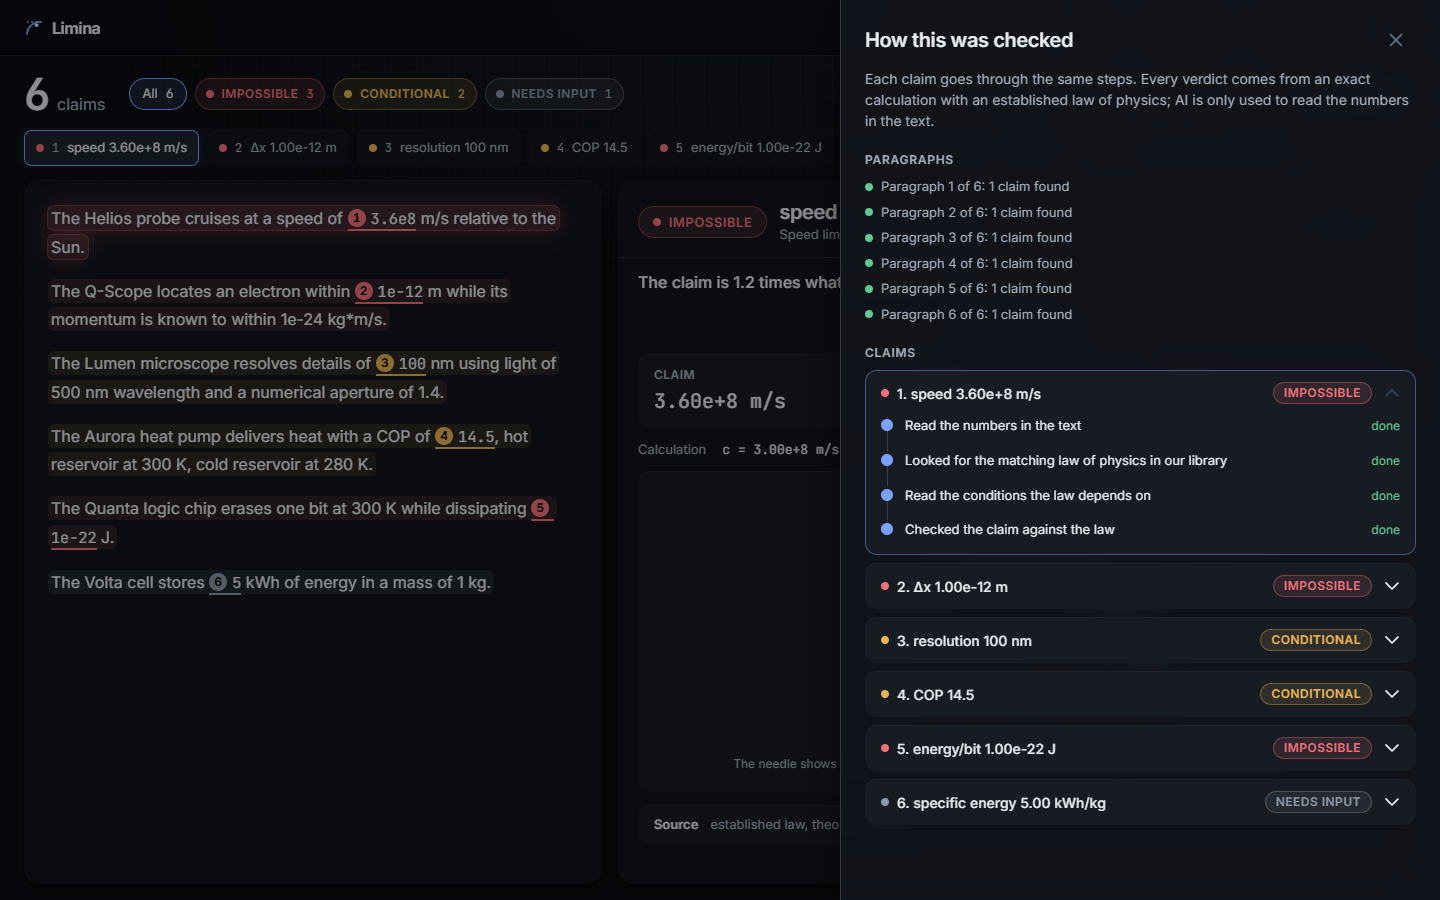 Limina
6 claims
All 6
IMPOSSIBLE 3
CONDITIONAL 2
NEEDS INPUT 1
1 speed 3.60e+8 m/s
2 Δx 1.00e-12 m
3 resolution 100 nm
4 COP 14.5
5 energy/bit 1.00e-22 J
The Helios probe cruises at a speed of 1 3.6e8 m/s relative to the
Sun.
The Q-Scope locates an electron within 2 1e-12 m while its
momentum is known to within 1e-24 kg*m/s.
The Lumen microscope resolves details of 3 100 nm using light of
500 nm wavelength and a numerical aperture of 1.4.
The Aurora heat pump delivers heat with a COP of 4 14.5, hot
reservoir at 300 K, cold reservoir at 280 K.
The Quanta logic chip erases one bit at 300 K while dissipating 5
1e-22 J.
The Volta cell stores 6 5 kWh of energy in a mass of 1 kg.
IMPOSSIBLE
speed
Speed lim
The claim is 1.2 times what
CLAIM
3.60e+8 m/s
Calculation c = 3.00e+8 m/s
The needle shows
Source established law, theo
How this was checked
Each claim goes through the same steps. Every verdict comes from an exact
calculation with an established law of physics; AI is only used to read the numbers
in the text.
PARAGRAPHS
Paragraph 1 of 6: 1 claim found
Paragraph 2 of 6: 1 claim found
Paragraph 3 of 6: 1 claim found
Paragraph 4 of 6: 1 claim found
Paragraph 5 of 6: 1 claim found
Paragraph 6 of 6: 1 claim found
CLAIMS
1. speed 3.60e+8 m/s IMPOSSIBLE
Read the numbers in the text done
Looked for the matching law of physics in our library done
Read the conditions the law depends on done
Checked the claim against the law done
2. Δx 1.00e-12 m IMPOSSIBLE
3. resolution 100 nm CONDITIONAL
4. COP 14.5 CONDITIONAL
5. energy/bit 1.00e-22 J IMPOSSIBLE
6. specific energy 5.00 kWh/kg NEEDS INPUT